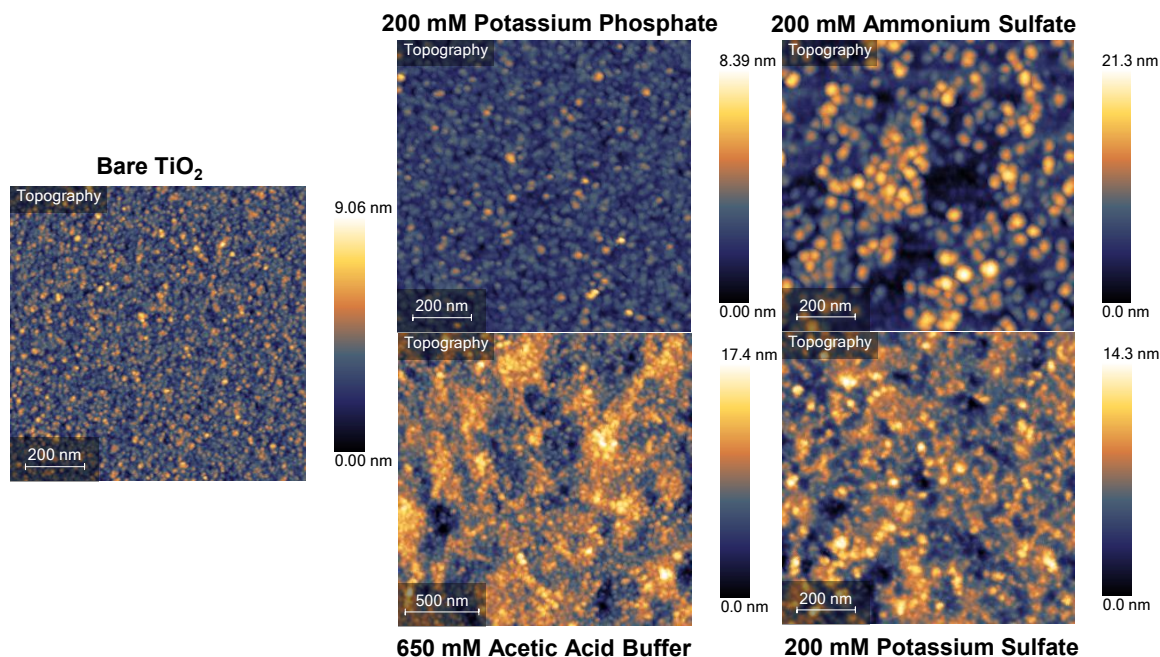 200 mM Potassium Phosphate
200 mM Ammonium Sulfate
Topography
8.39 nm
Topography
21.3 nm
Bare TiO₂
Topography
9.06 nm
200 nm
0.00 nm
200 nm
0.00 nm
200 nm
0.0 nm
Topography
17.4 nm
Topography
14.3 nm
500 nm
0.0 nm
200 nm
0.0 nm
650 mM Acetic Acid Buffer
200 mM Potassium Sulfate